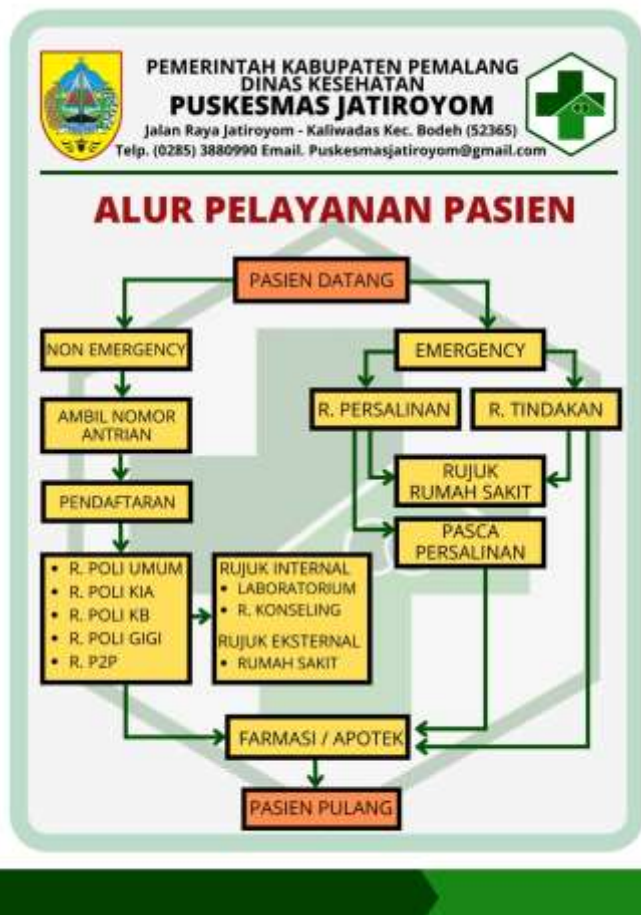 PEMERINTAH KABUPATEN PEMALANG
DINAS KESEHATAN
PUSKESMAS JATIROYOM
Jalan Raya Jatiroyom - Kaliwadas Kec. Bodeh (52365)
Telp. (0285) 3880990 Email. Puskesmasjatiroyom@gmail.com
ALUR PELAYANAN PASIEN
PASIEN DATANG
NON EMERGENCY
AMBIL NOMOR
ANTRIAN
PENDAFTARAN
• R. POLI UMUM
• R. POLI KIA
• R. POLI KB
• R. POLI GIGI
• R. P2P
RUJUK INTERNAL
• LABORATORIUM
• R. KONSELING
RUJUK EKSTERNAL
• RUMAH SAKIT
EMERGENCY
R. PERSALINAN
R. TINDAKAN
RUJUK
RUMAH SAKIT
PASCA
PERSALINAN
FARMASI / APOTEK
PASIEN PULANG